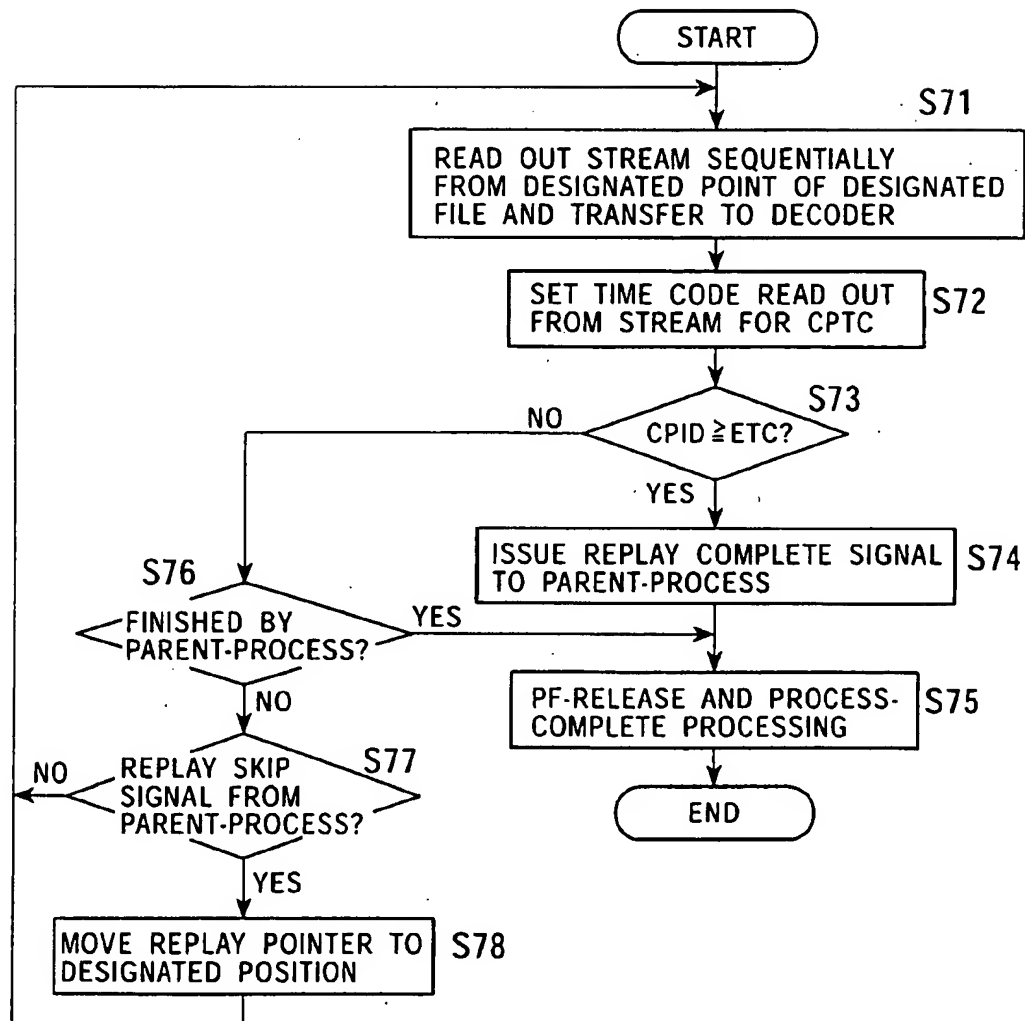 START
S71
READ OUT STREAM SEQUENTIALLY
FROM DESIGNATED POINT OF DESIGNATED
FILE AND TRANSFER TO DECODER
SET TIME CODE READ OUT
FROM STREAM FOR CPTC
S72
S73
NO
CPID≧ETC?
YES
ISSUE REPLAY COMPLETE SIGNAL
TO PARENT-PROCESS
S74
S76
FINISHED BY
PARENT-PROCESS?
YES
NO
PF-RELEASE AND PROCESS-
COMPLETE PROCESSING
S75
S77
NO
REPLAY SKIP
SIGNAL FROM
PARENT-PROCESS?
END
YES
MOVE REPLAY POINTER TO
DESIGNATED POSITION
S78